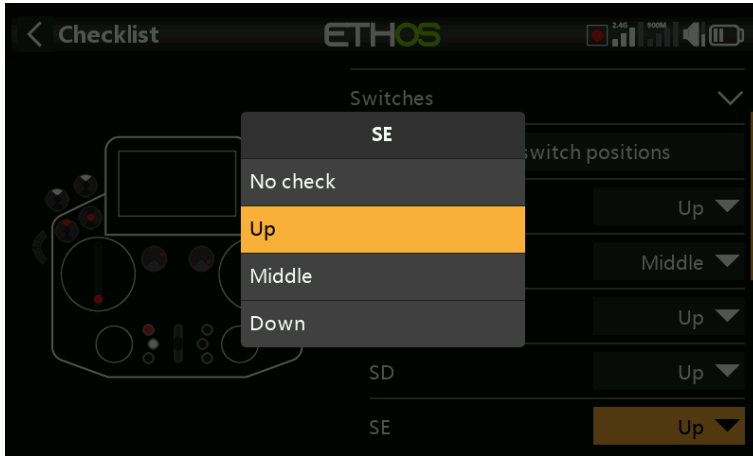 Checklist
ETHOS
2.4G
900M
Switches
SE
switch positions
No check
Up
Up
Middle
Middle
Down
Up
SD
Up
SE
Up